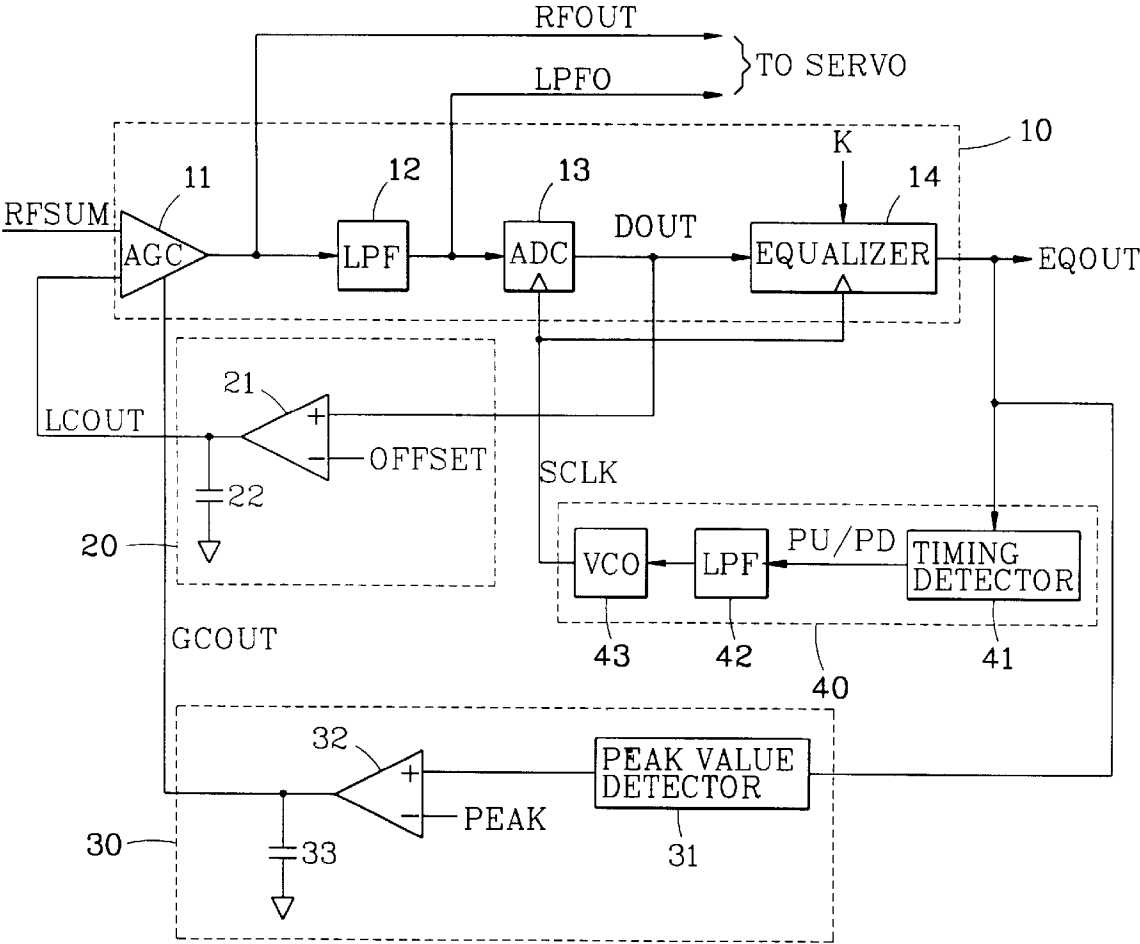 RFOUT
TO SERVO
LPFO
10
K
11
12
13
14
RFSUM
AGC
LPF
ADC
DOUT
EQUALIZER
EQOUT
21
+
LCOUT
−
OFFSET
22
SCLK
20
PU/PD
VCO
LPF
TIMING
DETECTOR
GCOUT
43
42
41
40
32
+
PEAK VALUE
DETECTOR
−
PEAK
31
30
33